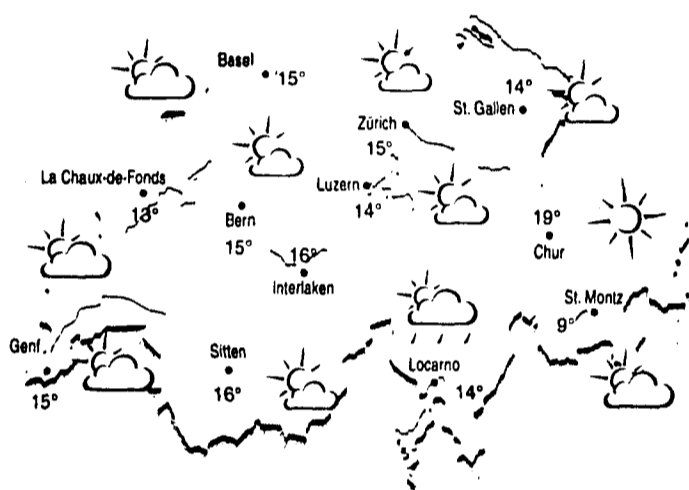 Basel
15°
14°
St. Gallen
Zürich
15°
La Chaux-de-Fonds
13°
Luzern
14°
Bern
15°
19°
Chur
16°
Interlaken
St. Montz
9°
Genf
15°
Sitten
16°
Locarno
14°